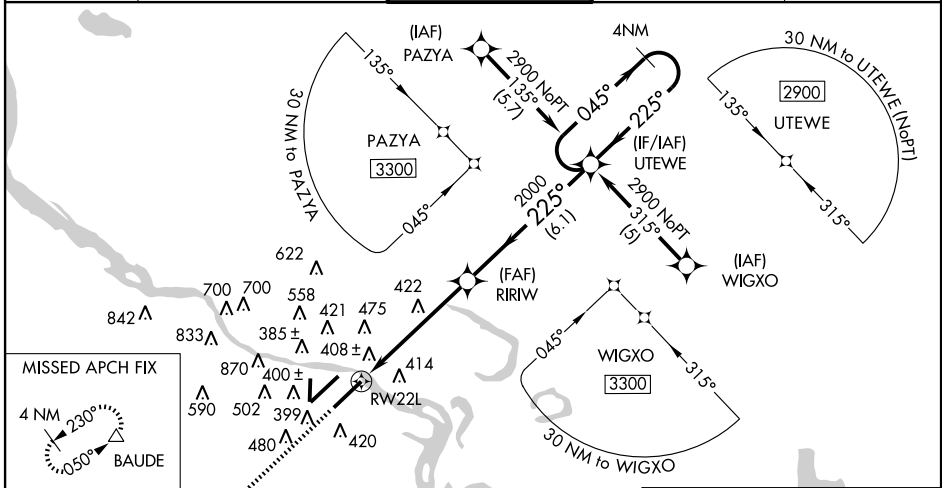 (IAF)
PAZYA
2900 NoPT
135°
(5.7)
4NM
045°
225°
(IF/IAF)
UTEWE
30 NM to UTEWE (NoPT)
135°
2900
UTEWE
315°
135°
30 NM to PAZYA
PAZYA
3300
045°
2000
225°
(6.1)
2900 NoPT
315°
(5)
(IAF)
WIGXO
(FAF)
RIRIW
622
700
700
558
421
475
422
842
833
385 ±
408 ±
414
870
400 ±
RW22L
590
502
399
480
420
045°
WIGXO
3300
315°
30 NM to WIGXO
MISSED APCH FIX
4 NM
230°
050°
BAUDE